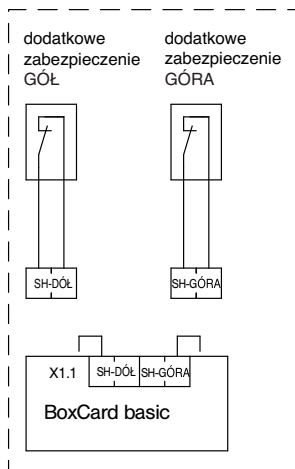 dodatkowe
zabezpieczenie
GÓŁ
dodatkowe
zabezpieczenie
GÓRA
SH-DÓŁ
SH-GÓRA
X1.1
SH-DÓŁ
SH-GÓRA
BoxCard basic